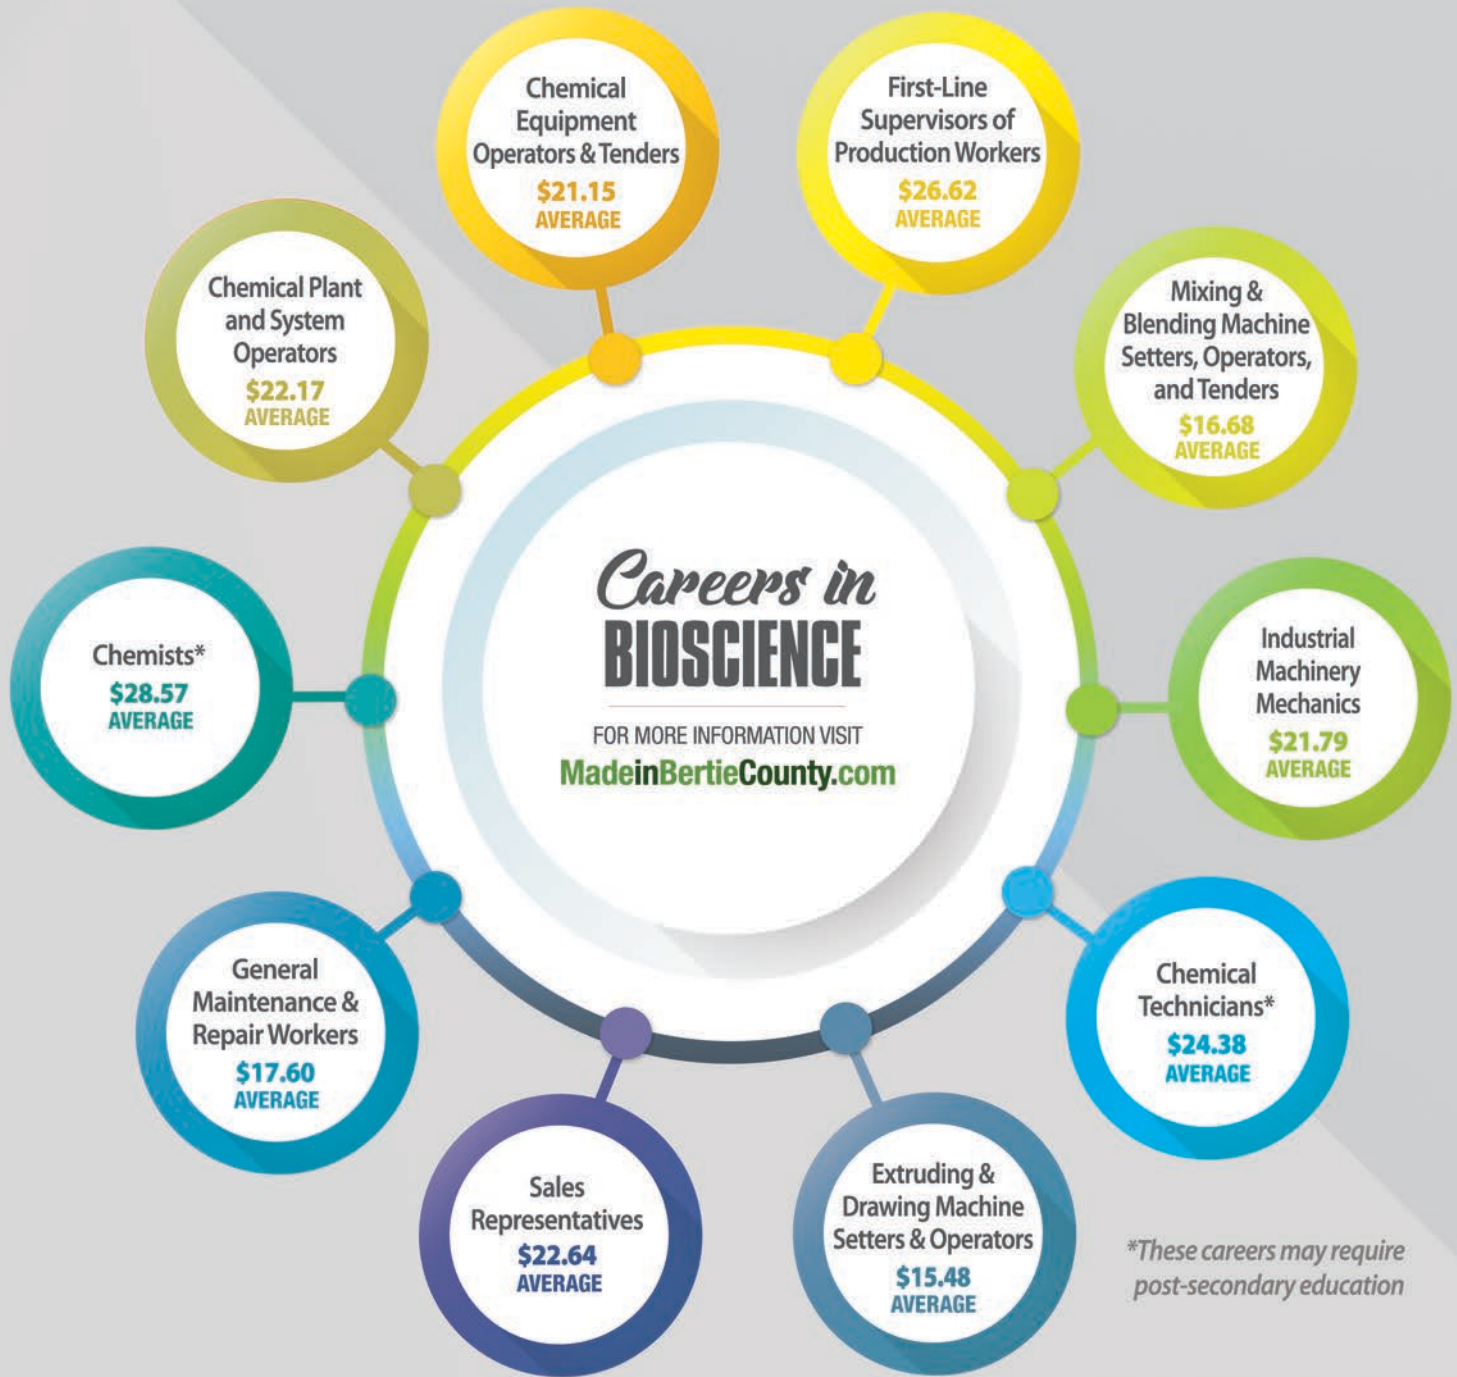 Chemical
Equipment
Operators & Tenders
$21.15
AVERAGE
First-Line
Supervisors of
Production Workers
$26.62
AVERAGE
Mixing &
Blending Machine
Setters, Operators,
and Tenders
$16.68
AVERAGE
Industrial
Machinery
Mechanics
$21.79
AVERAGE
Chemical
Technicians*
$24.38
AVERAGE
Extruding &
Drawing Machine
Setters & Operators
$15.48
AVERAGE
Sales
Representatives
$22.64
AVERAGE
General
Maintenance &
Repair Workers
$17.60
AVERAGE
Chemists*
$28.57
AVERAGE
Chemical Plant
and System
Operators
$22.17
AVERAGE
Careers in
BIOSCIENCE
FOR MORE INFORMATION VISIT
MadeinBertieCounty.com
*These careers may require
post-secondary education